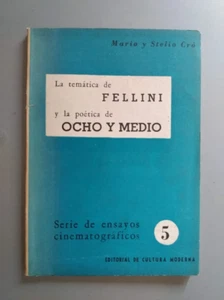 Mario y Stelio Cró
La temática de
FELLINI
y la poética de
OCHO Y MEDIO
Serie de ensayos
cinematográficos
5
EDITORIAL DE CULTURA MODERNA